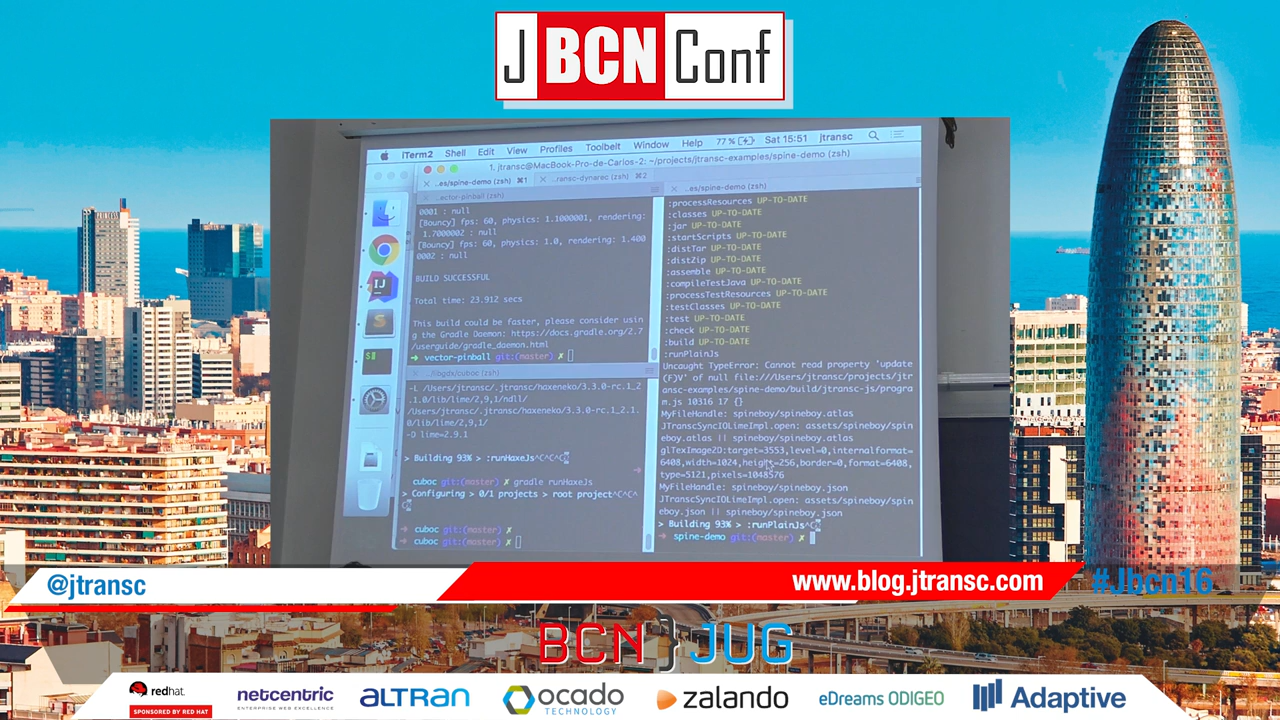 J BCN Conf
iTerm2 Shell Edit View Profiles Toolbelt Window Help 77% Sat 15:51 jtransc
1. jtransc@MacBook-Pro-de-Carlos-2: ~/projects/jtransc-examples/spine-demo (zsh)
..es/spine-demo (zsh) ⌘1
..ransc-dynarec (zsh) ⌘2
..ector-pinball (zsh)
0001 : null
[Bouncy] fps: 60, physics: 1.1000001, rendering:
1.7000002 : null
[Bouncy] fps: 60, physics: 1.0, rendering: 1.400
0002 : null
BUILD SUCCESSFUL
Total time: 23.912 secs
This build could be faster, please consider usin
g the Gradle Daemon: https://docs.gradle.org/2.7
/userguide/gradle_daemon.html
➜ vector-pinball git:(master) ✗
../libgdx/cuboc (zsh)
-L /Users/jtransc/.jtransc/haxeneko/3.3.0-rc.1_2
.1.0/lib/lime/2,9,1/ndll/
/Users/jtransc/.jtransc/haxeneko/3.3.0-rc.1_2.1.
0/lib/lime/2,9,1/
-D lime=2.9.1
> Building 93% > :runHaxeJs^C^C^C
cuboc git:(master) ✗ gradle runHaxeJs
> Configuring > 0/1 projects > root project^C^C^A
C
➜ cuboc git:(master) ✗
➜ cuboc git:(master) ✗
..es/spine-demo (zsh)
:processResources UP-TO-DATE
:classes UP-TO-DATE
:jar UP-TO-DATE
:startScripts UP-TO-DATE
:distTar UP-TO-DATE
:distZip UP-TO-DATE
:assemble UP-TO-DATE
:compileTestJava UP-TO-DATE
:processTestResources UP-TO-DATE
:testClasses UP-TO-DATE
:test UP-TO-DATE
:check UP-TO-DATE
:build UP-TO-DATE
:runPlainJs
Uncaught TypeError: Cannot read property 'update
(F)V' of null file:///Users/jtransc/projects/jtr
ansc-examples/spine-demo/build/jtransc-js/progra
m.js 10316 17 {}
MyFileHandle: spineboy/spineboy.atlas
JTranscSyncIOLimeImpl.open: assets/spineboy/spin
eboy.atlas || spineboy/spineboy.atlas
glTexImage2D:target=3553,level=0,internalformat=
6408,width=1024,height=256,border=0,format=6408,
type=5121,pixels=1048576
MyFileHandle: spineboy/spineboy.json
JTranscSyncIOLimeImpl.open: assets/spineboy/spin
eboy.json || spineboy/spineboy.json
> Building 93% > :runPlainJs^C
➜ spine-demo git:(master) ✗
@jtransc
www.blog.jtransc.com
#Jbcn16
BCN } JUG
redhat.
SPONSORED BY RED HAT
netcentric
ENTERPRISE WEB EXCELLENCE
ALTRAN
ocado
TECHNOLOGY
zalando
eDreams ODIGEO
Adaptive